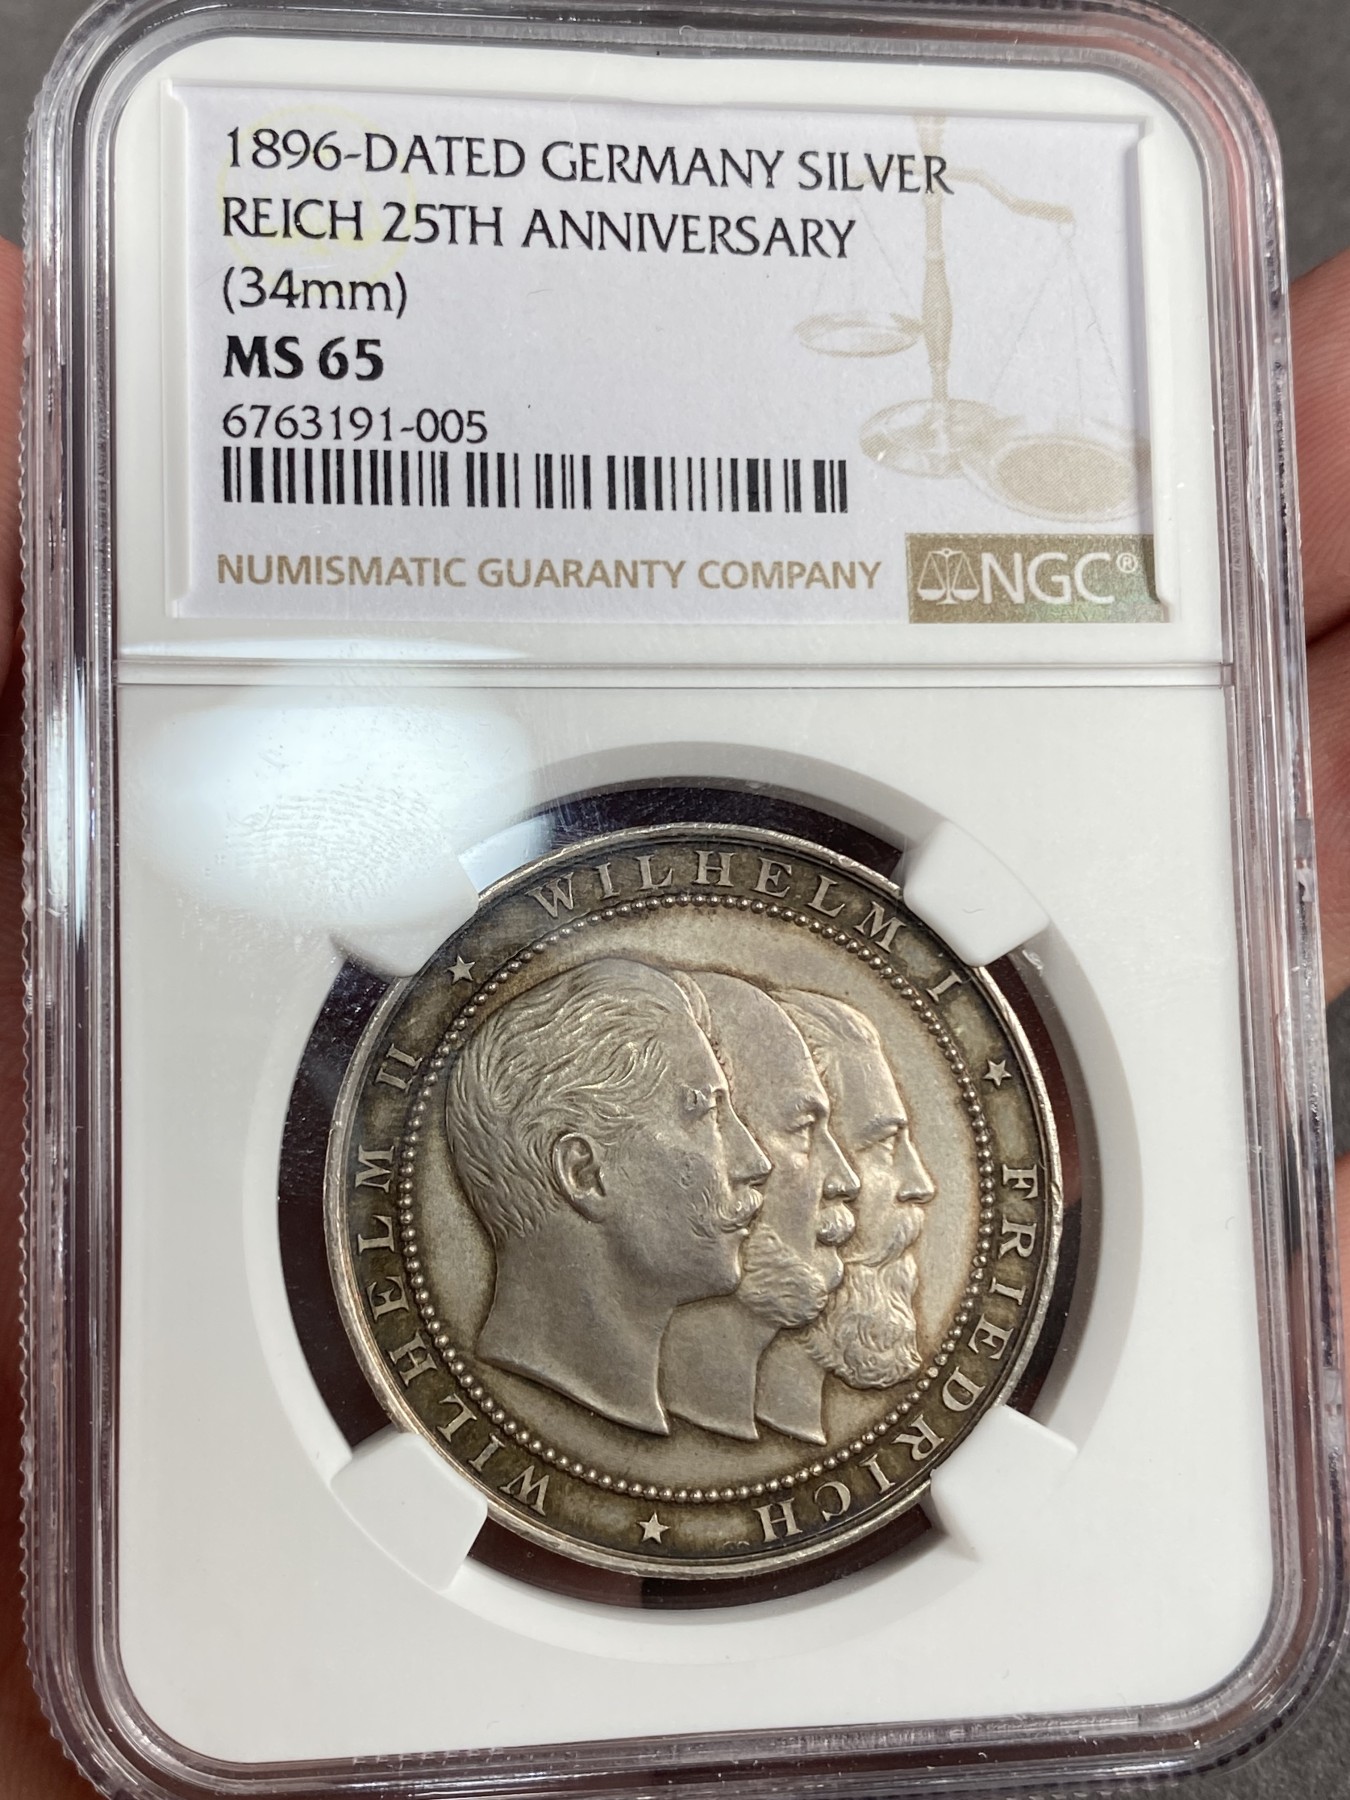 1896-DATED GERMANY SILVER
REICH 25TH ANNIVERSARY
(34mm)
MS 65
6763191-005
NUMISMATIC GUARANTY COMPANY
NGC®
WILHELM II ★ WILHELM I ★ FRIEDRICH ★